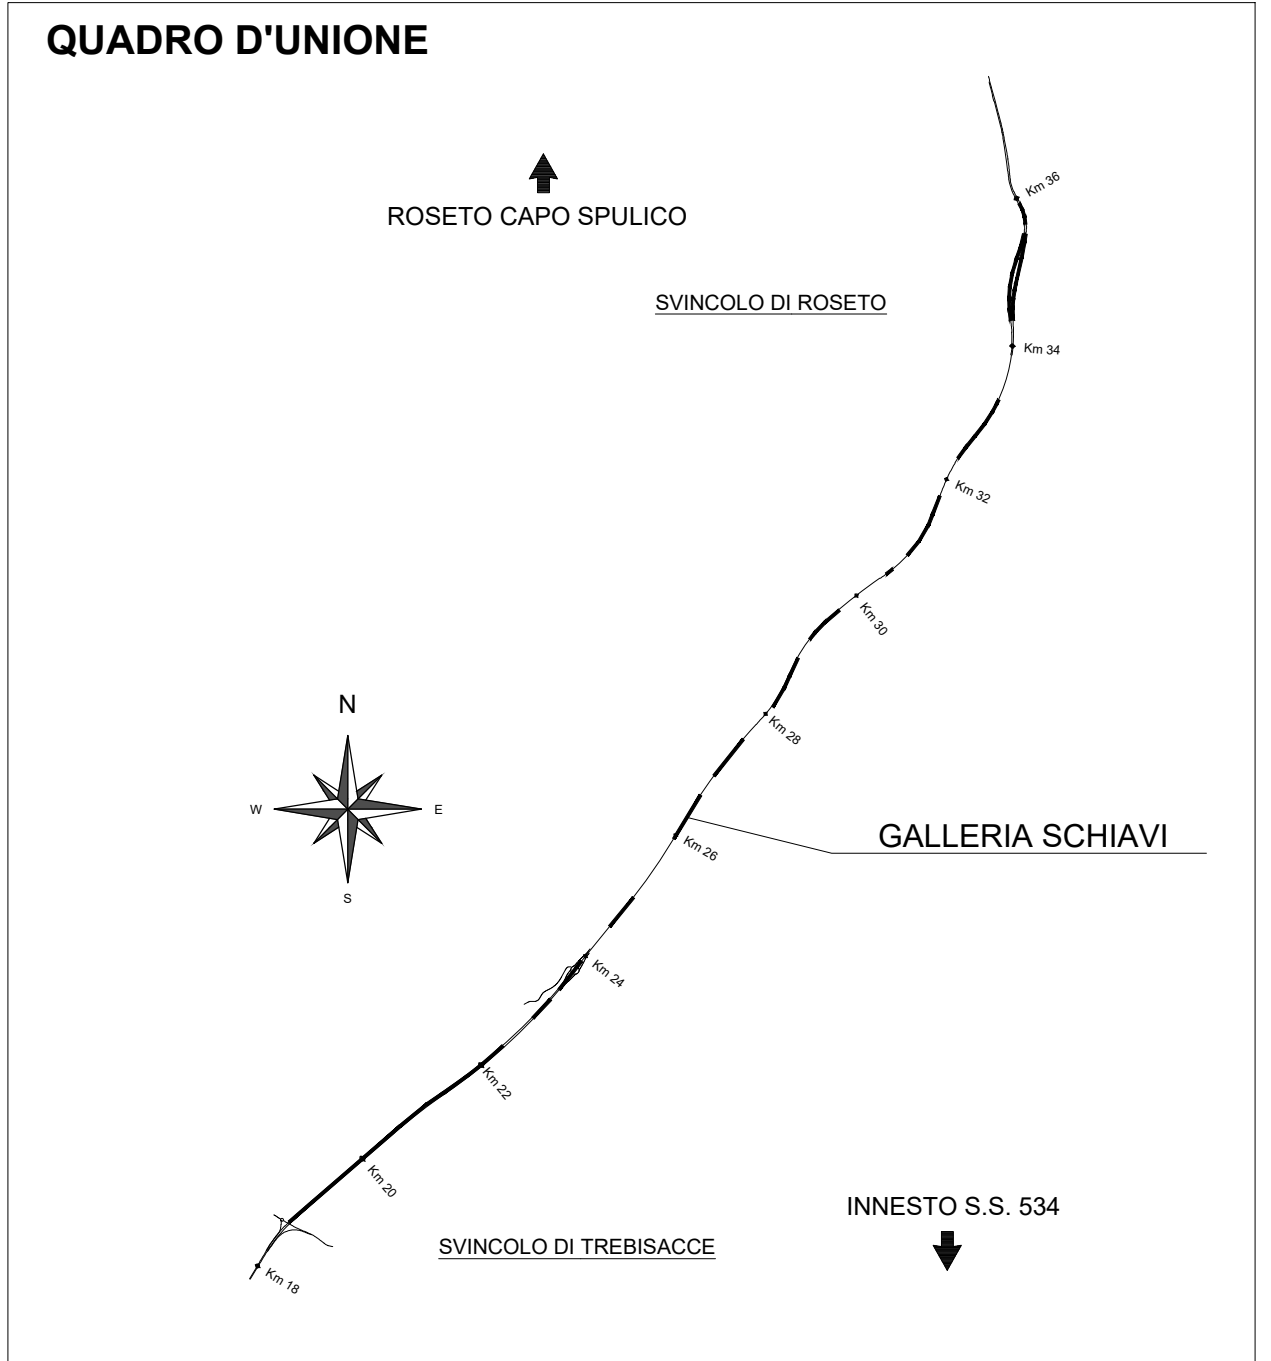 QUADRO D'UNIONE
Km 36
ROSETO CAPO SPULICO
SVINCOLO DI ROSETO
Km 34
Km 32
Km 30
N
Km 28
W
E
GALLERIA SCHIAVI
Km 26
S
Km 24
Km 22
Km 20
INNESTO S.S. 534
SVINCOLO DI TREBISACCE
Km 18